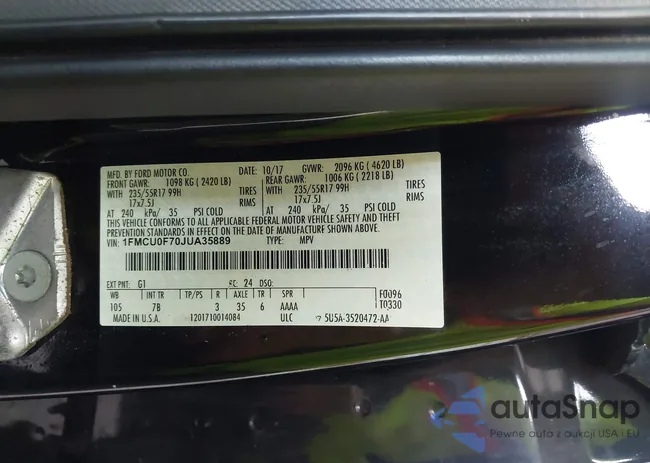 MFD. BY FORD MOTOR CO. DATE: 10/17 GVWR: 2096 KG (4620 LB)
FRONT GAWR: 1098 KG (2420 LB) REAR GAWR: 1006 KG (2218 LB)
WITH 235/55R17 99H TIRES WITH 235/55R17 99H TIRES
17x7.5J RIMS 17x7.5J RIMS
AT 240 kPa/ 35 PSI COLD AT 240 kPa/ 35 PSI COLD
THIS VEHICLE CONFORMS TO ALL APPLICABLE FEDERAL MOTOR VEHICLE SAFETY AND THEFT
PREVENTION STANDARDS IN EFFECT ON THE DATE OF MANUFACTURE SHOWN ABOVE.
VIN: 1FMCU0F70JUA35889 TYPE: MPV
EXT PNT: G1 RC: 24 DSO:
WB INT TR TP/PS R AXLE TR SPR F0096
105 7B 3 35 6 AAAA T0330
MADE IN U.S.A. 1201710014084 ULC 5U5A-3520472-AA
autaSnap
Pewne auta z aukcji USA i EU